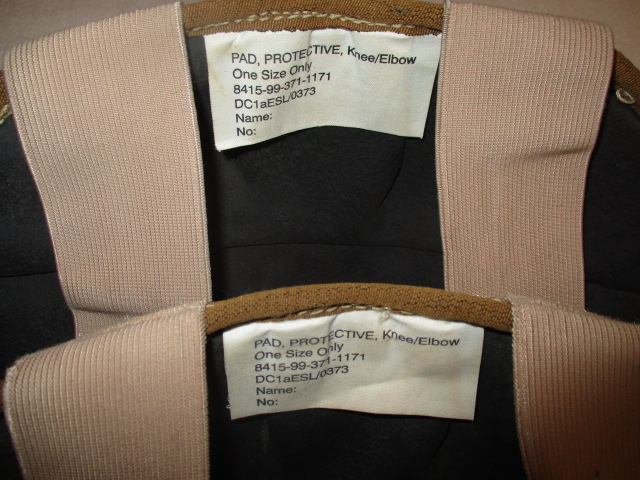 PAD, PROTECTIVE, Knee/Elbow
One Size Only
8415-99-371-1171
DC1aESL/0373
Name:
No:
PAD, PROTECTIVE, Knee/Elbow
One Size Only
8415-99-371-1171
DC1aESL/0373
Name:
No: